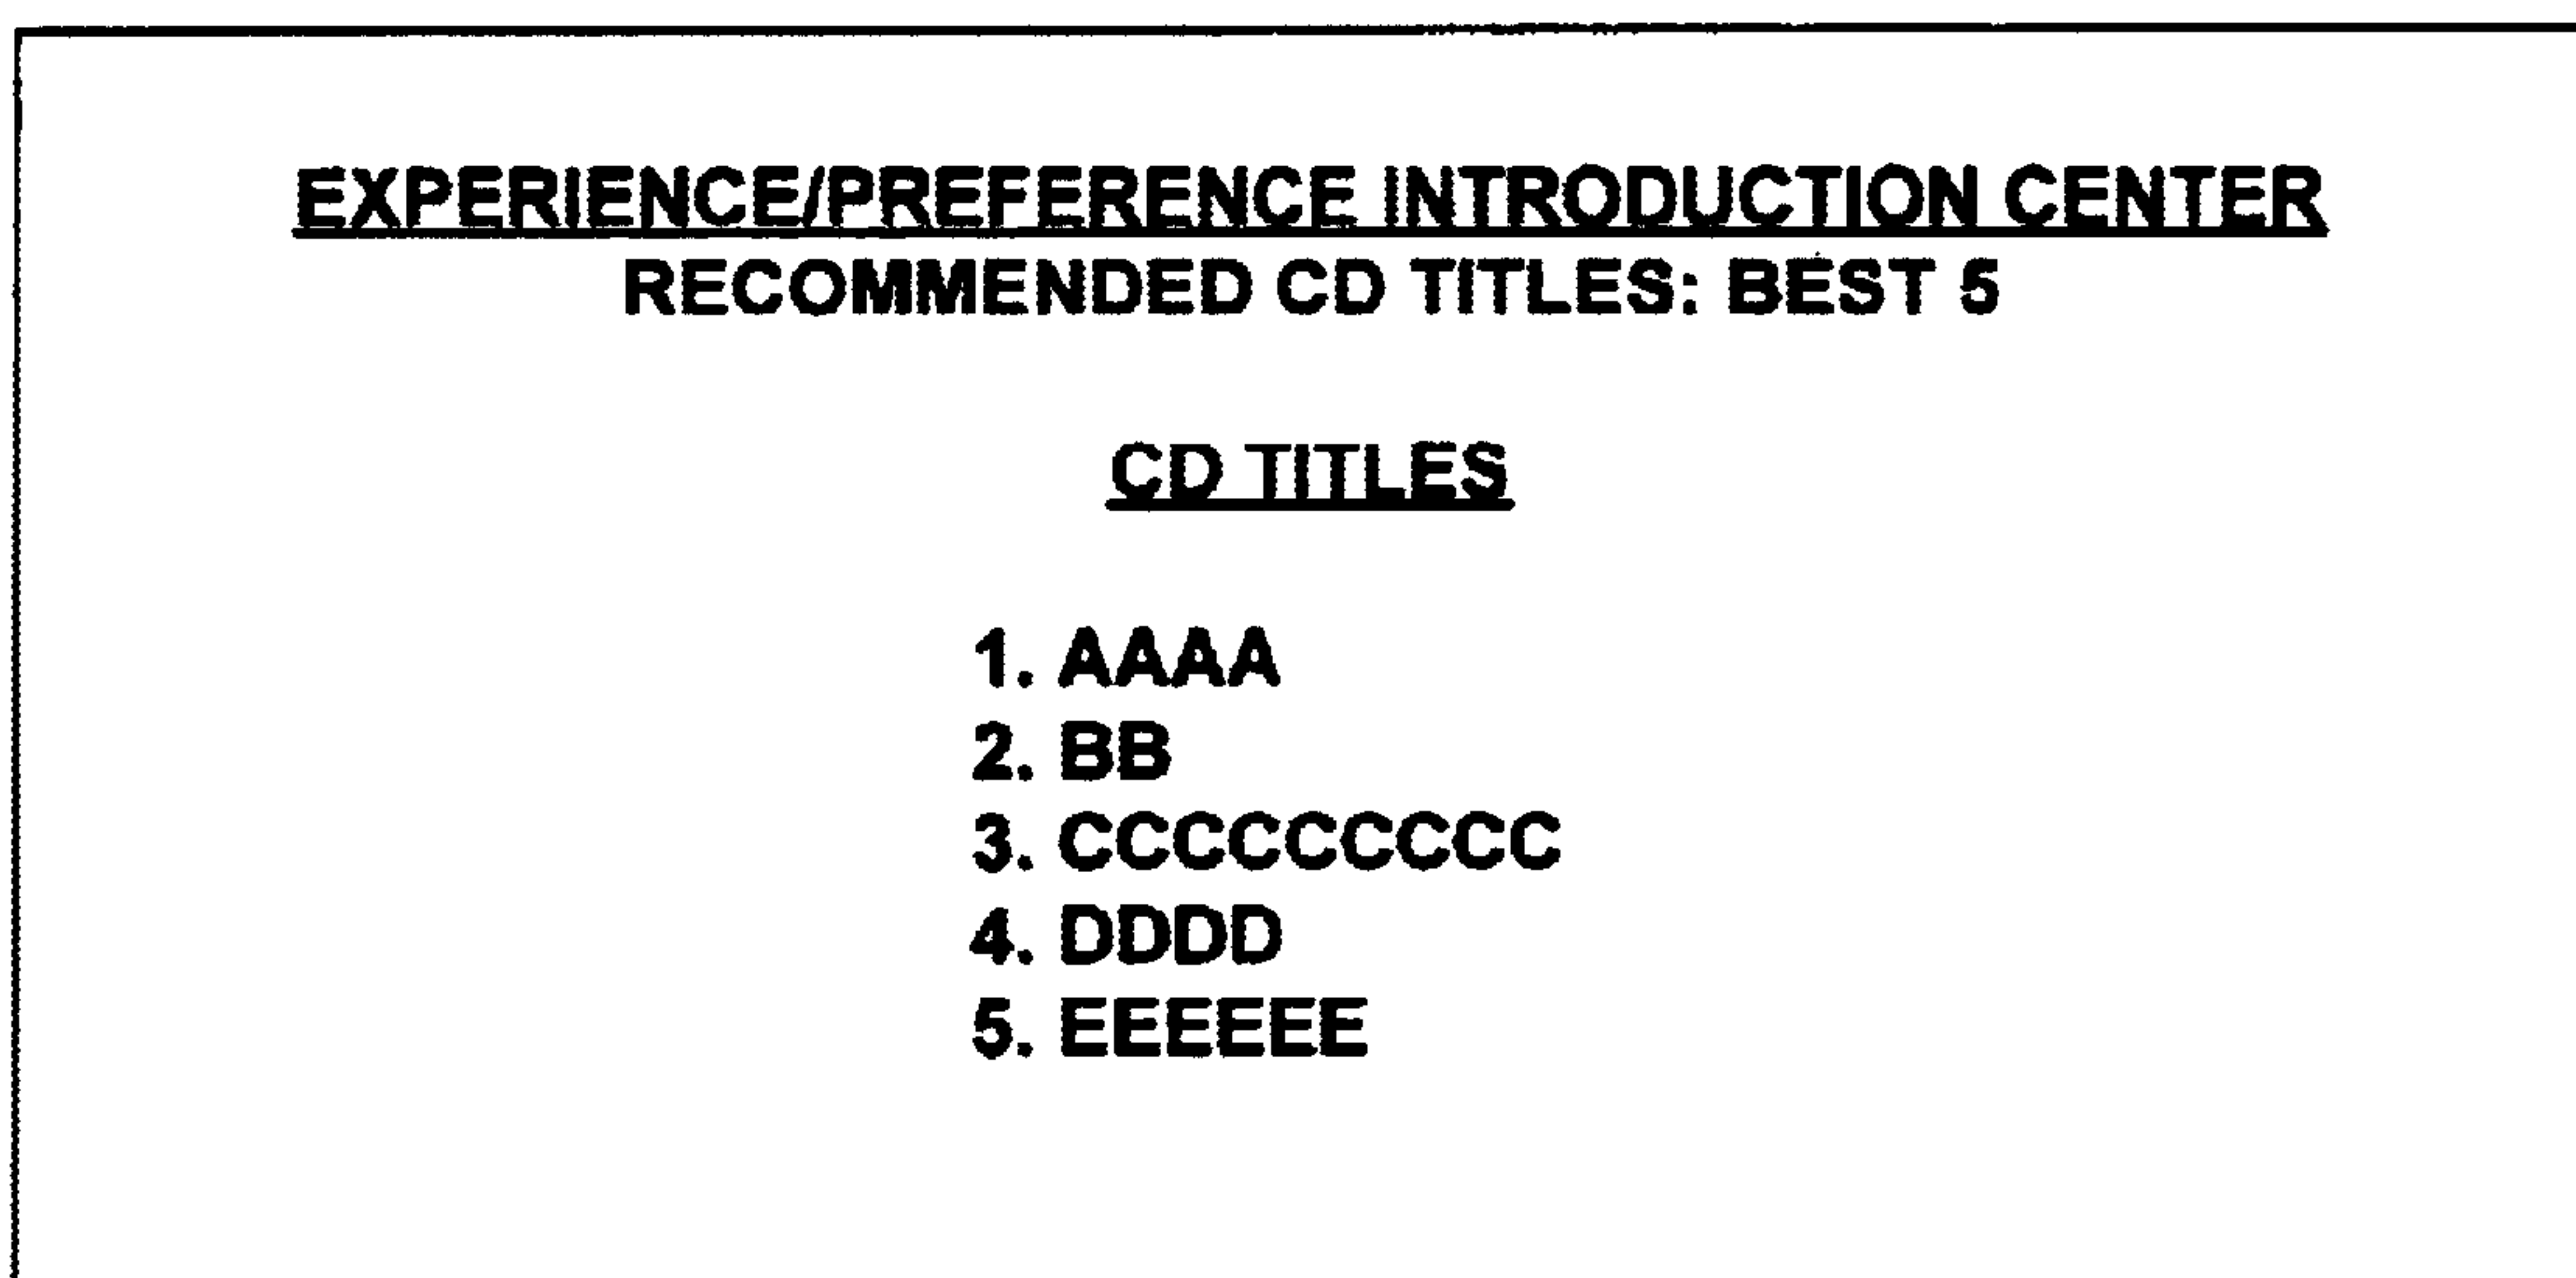 EXPERIENCE/PREFERENCE INTRODUCTION CENTER
RECOMMENDED CD TITLES: BEST 5
CD TITLES
1. AAAA
2. BB
3. CCCCCCCCC
4. DDDD
5. EEEEEE